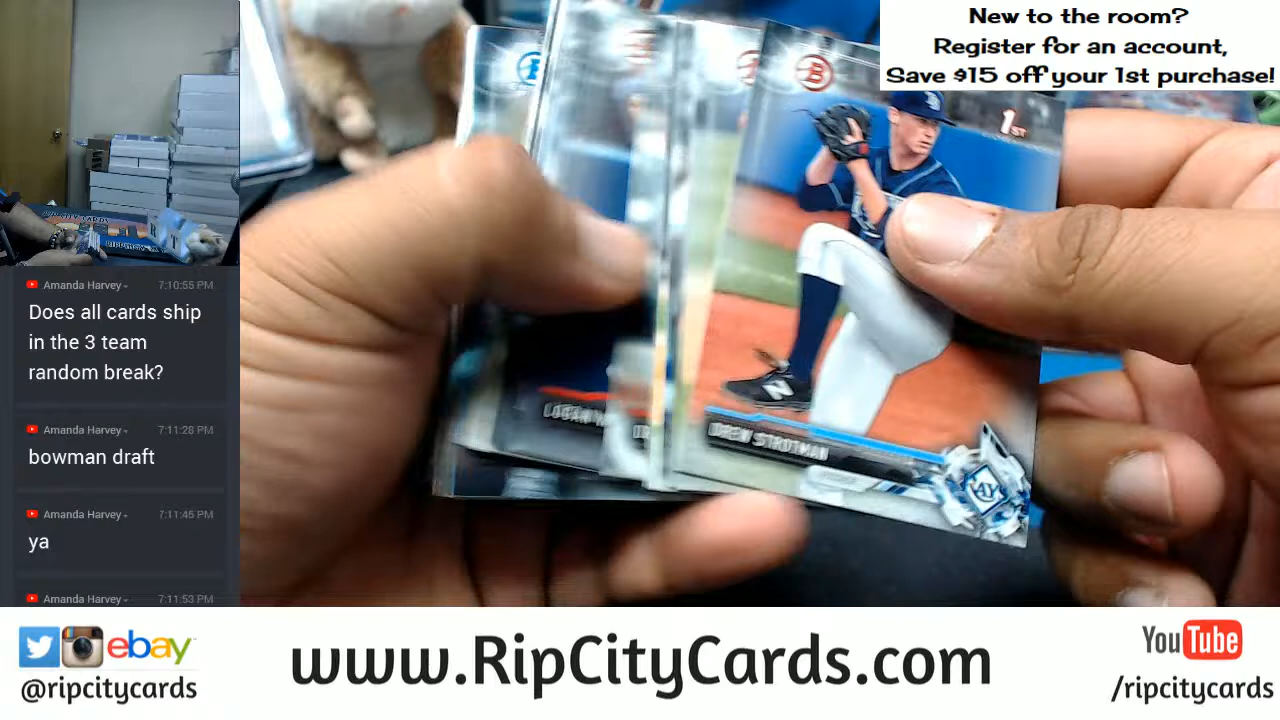 New to the room?
Register for an account,
Save $15 off your 1st purchase!
Amanda Harvey 7:10:55 PM
Does all cards ship
in the 3 team
random break?
Amanda Harvey 7:11:28 PM
bowman draft
Amanda Harvey 7:11:45 PM
ya
Amanda Harvey 7:11:53 PM
B
1ST
N
DREW STROTMAN
RAYS
LOGAN
ebay
@ripcitycards
www.RipCityCards.com
YouTube
/ripcitycards